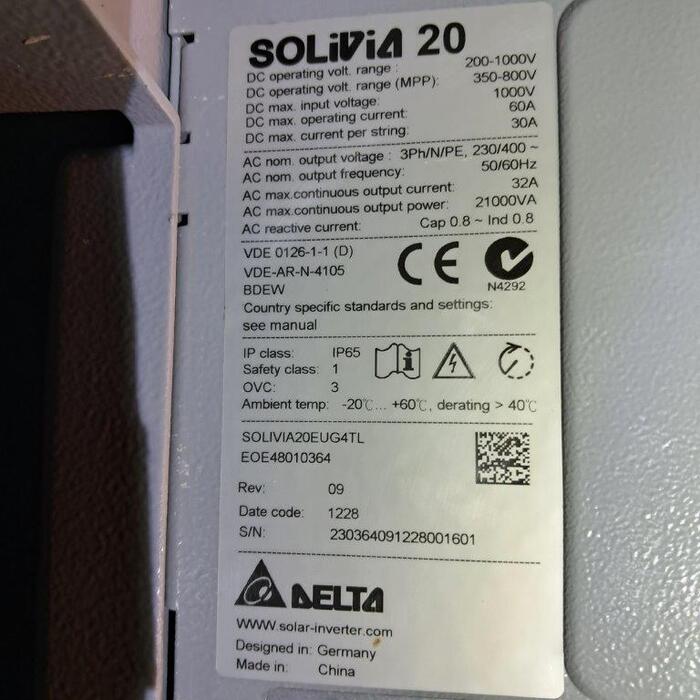 SOLiViA 20
DC operating volt. range : 200-1000V
DC operating volt. range (MPP): 350-800V
DC max. input voltage: 1000V
DC max. operating current: 60A
DC max. current per string: 30A
AC nom. output voltage : 3Ph/N/PE, 230/400 ~
AC nom. output frequency: 50/60Hz
AC max.continuous output current: 32A
AC max.continuous output power: 21000VA
AC reactive current: Cap 0.8 ~ Ind 0.8
VDE 0126-1-1 (D)
VDE-AR-N-4105
BDEW
CE
N4292
Country specific standards and settings:
see manual
IP class: IP65
Safety class: 1
OVC: 3
Ambient temp: -20℃... +60℃, derating > 40℃
SOLIVIA20EUG4TL
EOE48010364
Rev: 09
Date code: 1228
S/N: 230364091228001601
DELTA
www.solar-inverter.com
Designed in: Germany
Made in: China